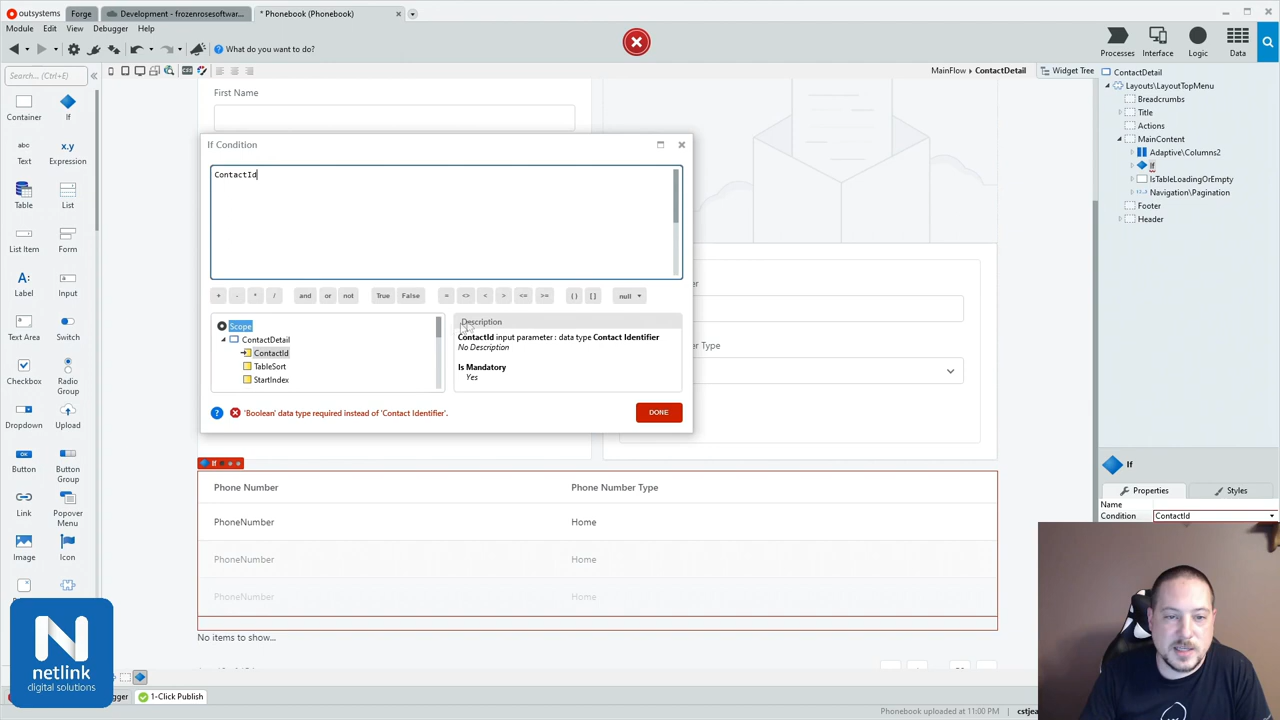 outsystems
Forge
Development - frozenrosesoftwar...
* Phonebook (Phonebook)
Module
Edit
View
Debugger
Help
What do you want to do?
Processes
Interface
Logic
Data
Search... (E)
MainFlow ▸ ContactDetail
Widget Tree
ContactDetail
Layouts\LayoutTopMenu
Breadcrumbs
Title
Actions
MainContent
Adaptive\Columns2
If
IsTableLoadingOrEmpty
Navigation\Pagination
Footer
Header
Container
If
abc
Text
x.y
Expression
Table
List
List Item
Form
Label
Input
Text Area
Switch
Checkbox
Radio
Group
Dropdown
Upload
Button
Button
Group
Link
Popover
Menu
Image
Icon
First Name
If Condition
ContactId
+ - * / and or not True False = <> < > <= >= ( ) [ ] null
Scope
ContactDetail
ContactId
TableSort
StartIndex
Description
ContactId input parameter : data type Contact Identifier
No Description
Is Mandatory
Yes
'Boolean' data type required instead of 'Contact Identifier'.
DONE
If
Phone Number
Phone Number Type
PhoneNumber
Home
PhoneNumber
Home
PhoneNumber
Home
No items to show...
If
Properties
Styles
Name
Condition
ContactId
N
netlink
digital solutions
1-Click Publish
Phonebook uploaded at 11:00 PM